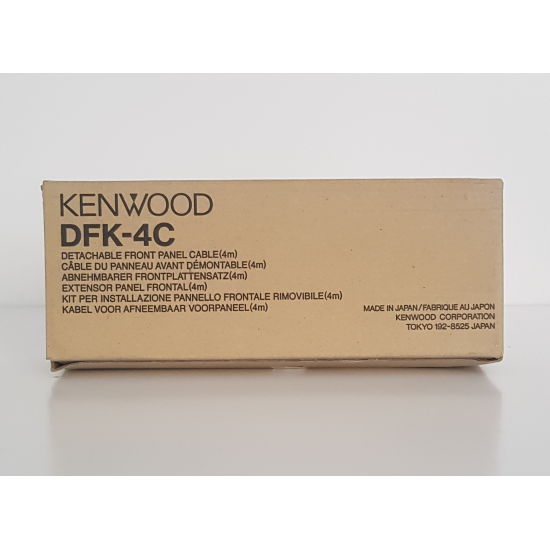 KENWOOD
DFK-4C
DETACHABLE FRONT PANEL CABLE(4m)
CÂBLE DU PANNEAU AVANT DÉMONTABLE(4m)
ABNEHMBARER FRONTPLATTENSATZ(4m)
EXTENSOR PANEL FRONTAL(4m)
KIT PER INSTALLAZIONE PANNELLO FRONTALE RIMOVIBILE(4m)
KABEL VOOR AFNEEMBAAR VOORPANEEL(4m)
MADE IN JAPAN/FABRIQUE AU JAPON
KENWOOD CORPORATION
TOKYO 192-8525 JAPAN